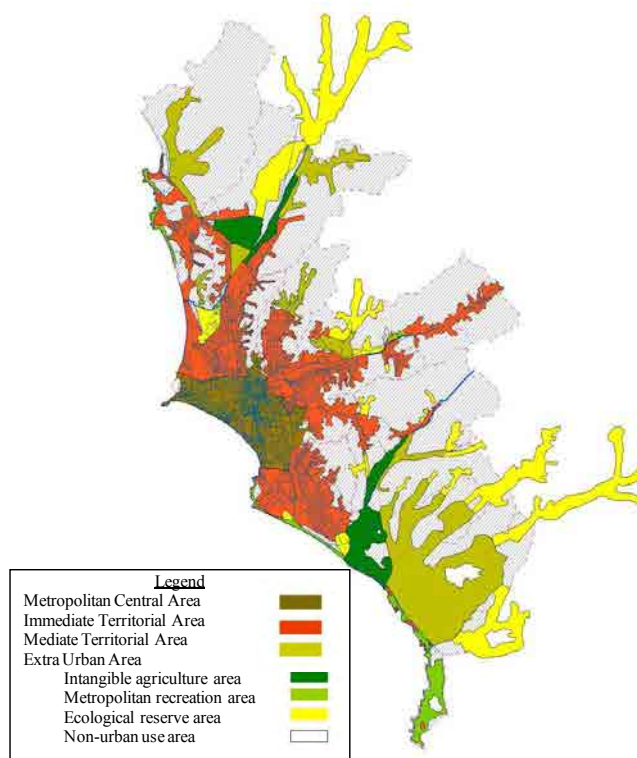 Legend
Metropolitan Central Area
Immediate Territorial Area
Mediate Territorial Area
Extra Urban Area
Intangible agriculture area
Metropolitan recreation area
Ecological reserve area
Non-urban use area